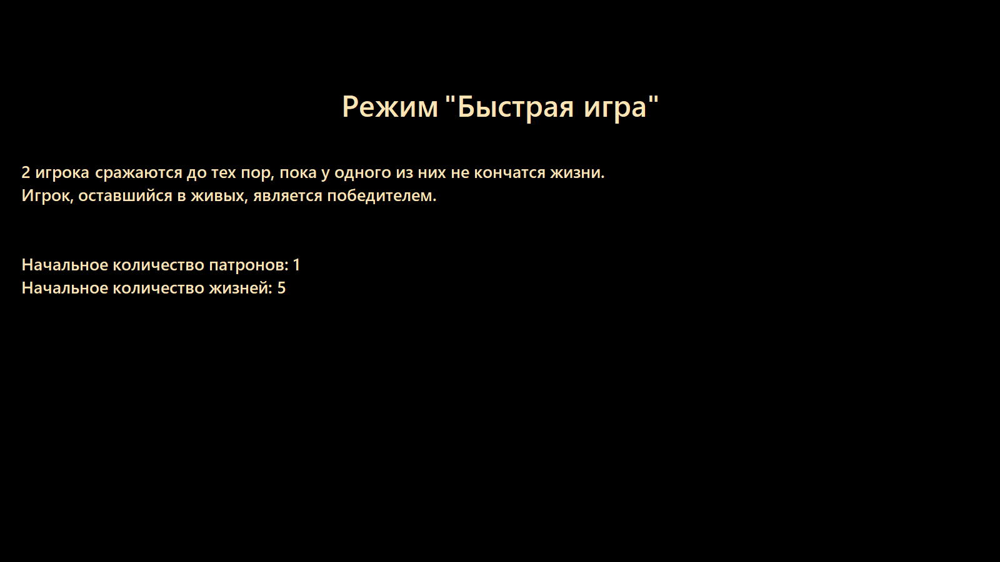 Режим "Быстрая игра"
2 игрока сражаются до тех пор, пока у одного из них не кончатся жизни.
Игрок, оставшийся в живых, является победителем.
Начальное количество патронов: 1
Начальное количество жизней: 5